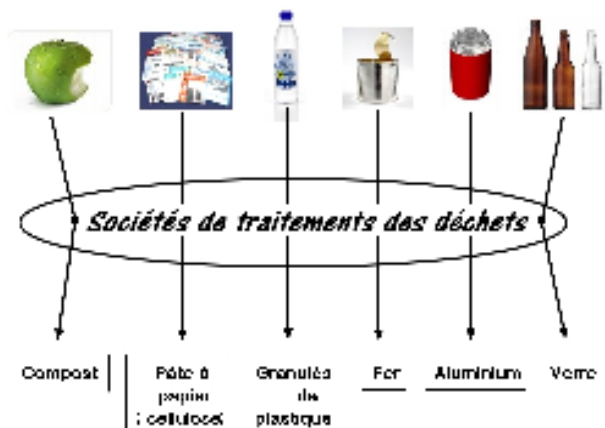 Sociétés de traitements des déchets
Compost
Pâte à
papier
(cellulose)
Granulés
de
plastique
Fer
Aluminium
Verre